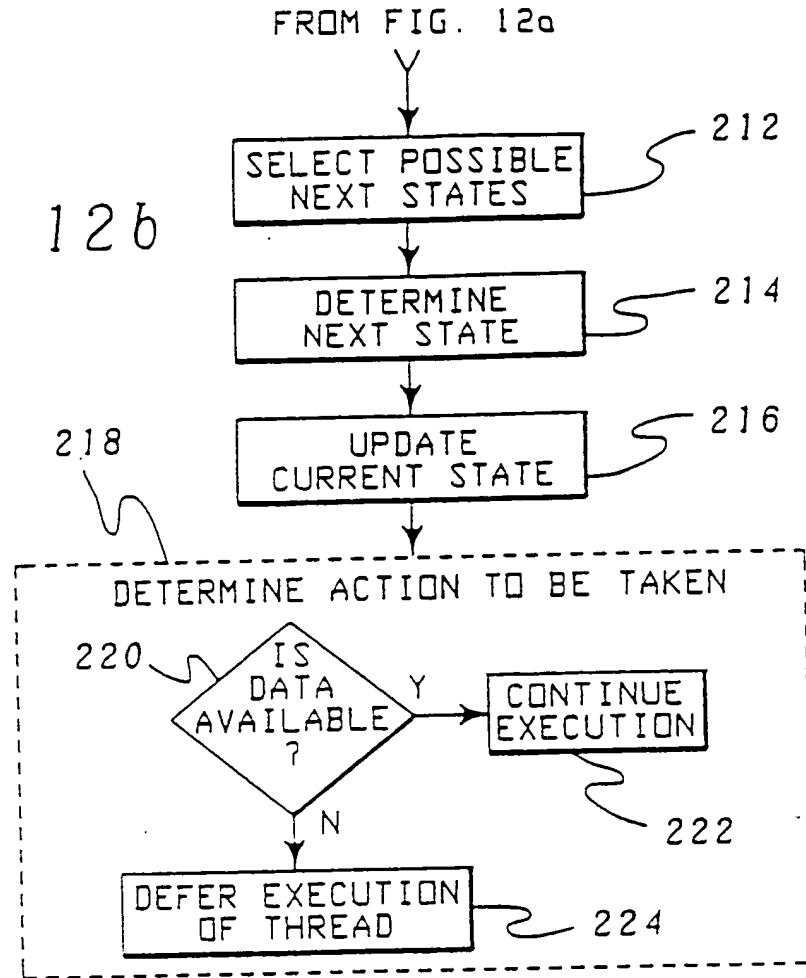 FROM FIG. 12a
212
SELECT POSSIBLE
NEXT STATES
12b
214
DETERMINE
NEXT STATE
216
UPDATE
CURRENT STATE
218
DETERMINE ACTION TO BE TAKEN
220
IS
DATA
AVAILABLE
?
Y
CONTINUE
EXECUTION
222
N
DEFER EXECUTION
OF THREAD
224